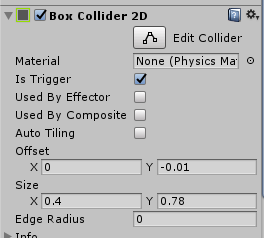 Box Collider 2D
Edit Collider
Material None (Physics Mat
Is Trigger
Used By Effector
Used By Composite
Auto Tiling
Offset
X 0 Y -0.01
Size
X 0.4 Y 0.78
Edge Radius 0
Info